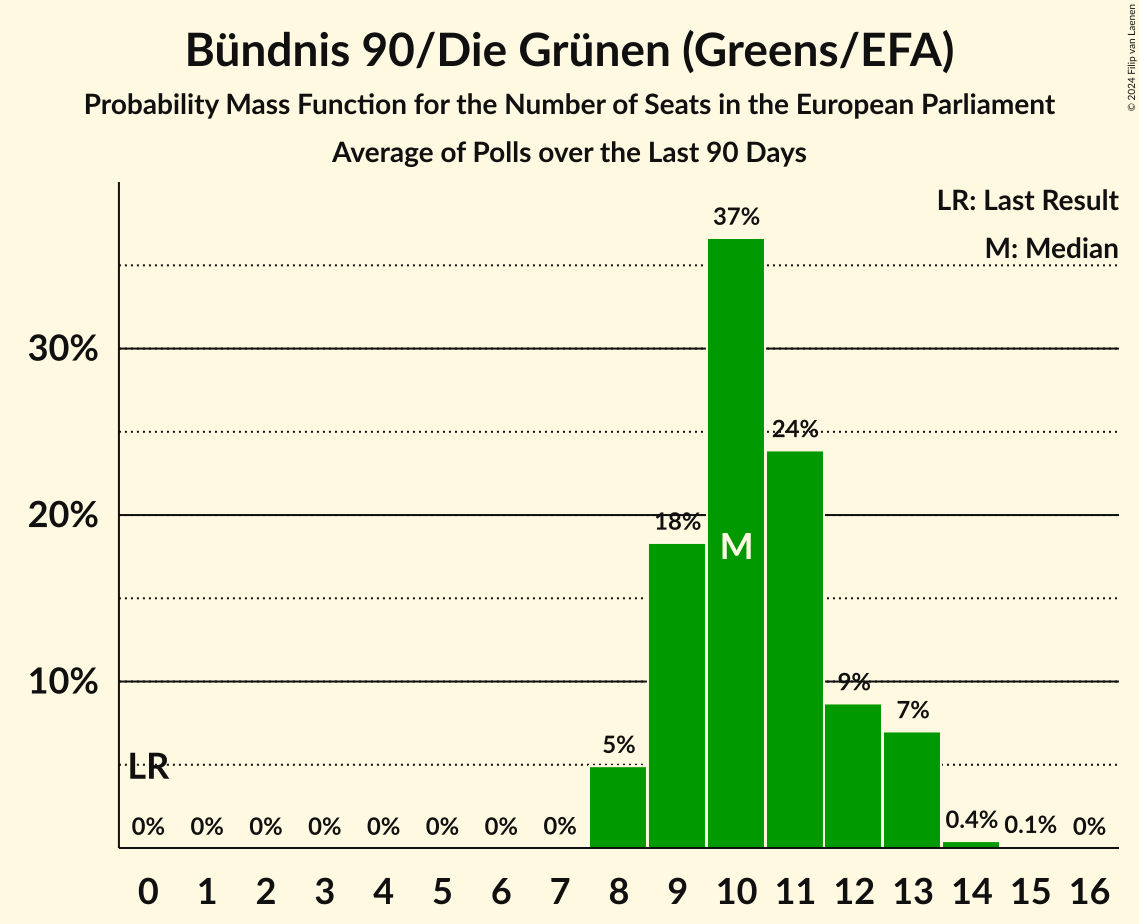 Bündnis 90/Die Grünen (Greens/EFA)
Probability Mass Function for the Number of Seats in the European Parliament
Average of Polls over the Last 90 Days
© 2024 Filip van Laenen
LR: Last Result
M: Median
37%
30%
24%
20%
18%
M
10%
9%
7%
5%
LR
0% 0% 0% 0% 0% 0% 0% 0% 0.4% 0.1% 0%
0 1 2 3 4 5 6 7 8 9 10 11 12 13 14 15 16